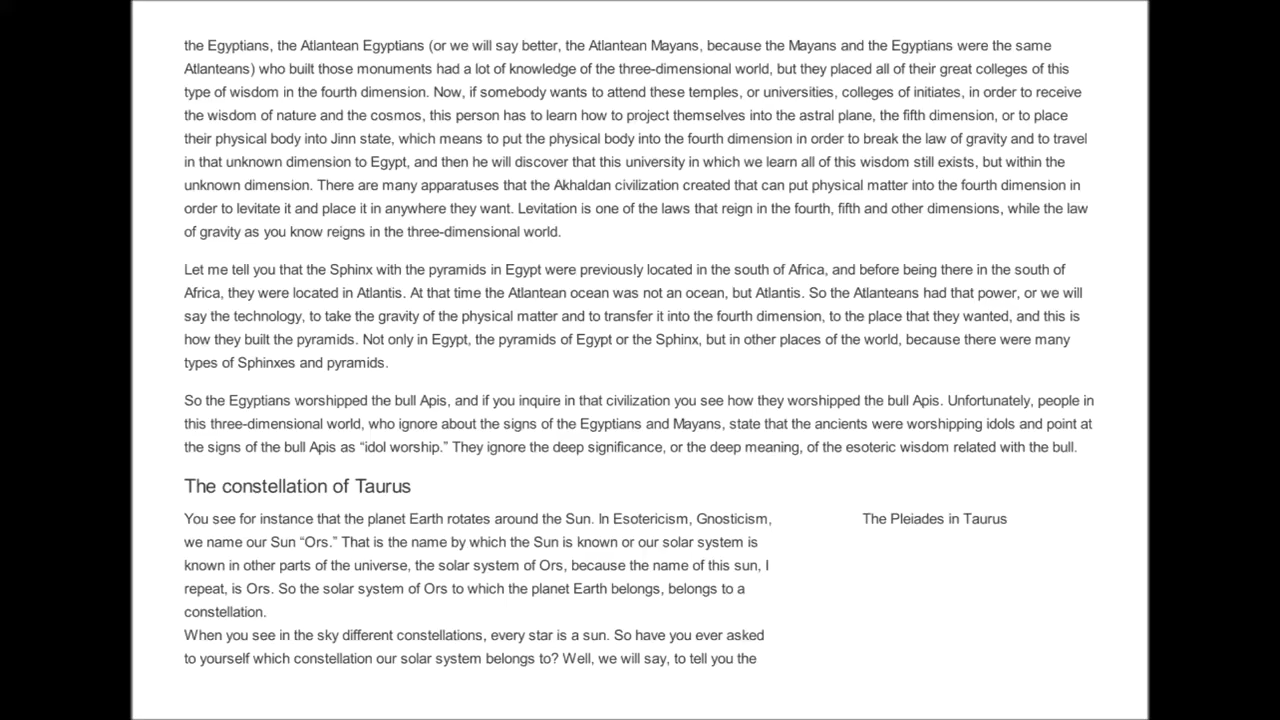 the Egyptians, the Atlantean Egyptians (or we will say better, the Atlantean Mayans, because the Mayans and the Egyptians were the same
Atlanteans) who built those monuments had a lot of knowledge of the three-dimensional world, but they placed all of their great colleges of this
type of wisdom in the fourth dimension. Now, if somebody wants to attend these temples, or universities, colleges of initiates, in order to receive
the wisdom of nature and the cosmos, this person has to learn how to project themselves into the astral plane, the fifth dimension, or to place
their physical body into Jinn state, which means to put the physical body into the fourth dimension in order to break the law of gravity and to travel
in that unknown dimension to Egypt, and then he will discover that this university in which we learn all of this wisdom still exists, but within the
unknown dimension. There are many apparatuses that the Akhaldan civilization created that can put physical matter into the fourth dimension in
order to levitate it and place it in anywhere they want. Levitation is one of the laws that reign in the fourth, fifth and other dimensions, while the law
of gravity as you know reigns in the three-dimensional world.
Let me tell you that the Sphinx with the pyramids in Egypt were previously located in the south of Africa, and before being there in the south of
Africa, they were located in Atlantis. At that time the Atlantean ocean was not an ocean, but Atlantis. So the Atlanteans had that power, or we will
say the technology, to take the gravity of the physical matter and to transfer it into the fourth dimension, to the place that they wanted, and this is
how they built the pyramids. Not only in Egypt, the pyramids of Egypt or the Sphinx, but in other places of the world, because there were many
types of Sphinxes and pyramids.
So the Egyptians worshipped the bull Apis, and if you inquire in that civilization you see how they worshipped the bull Apis. Unfortunately, people in
this three-dimensional world, who ignore about the signs of the Egyptians and Mayans, state that the ancients were worshipping idols and point at
the signs of the bull Apis as “idol worship.” They ignore the deep significance, or the deep meaning, of the esoteric wisdom related with the bull.
The constellation of Taurus
You see for instance that the planet Earth rotates around the Sun. In Esotericism, Gnosticism,
we name our Sun “Ors.” That is the name by which the Sun is known or our solar system is
known in other parts of the universe, the solar system of Ors, because the name of this sun, I
repeat, is Ors. So the solar system of Ors to which the planet Earth belongs, belongs to a
constellation.
When you see in the sky different constellations, every star is a sun. So have you ever asked
to yourself which constellation our solar system belongs to? Well, we will say, to tell you the
The Pleiades in Taurus